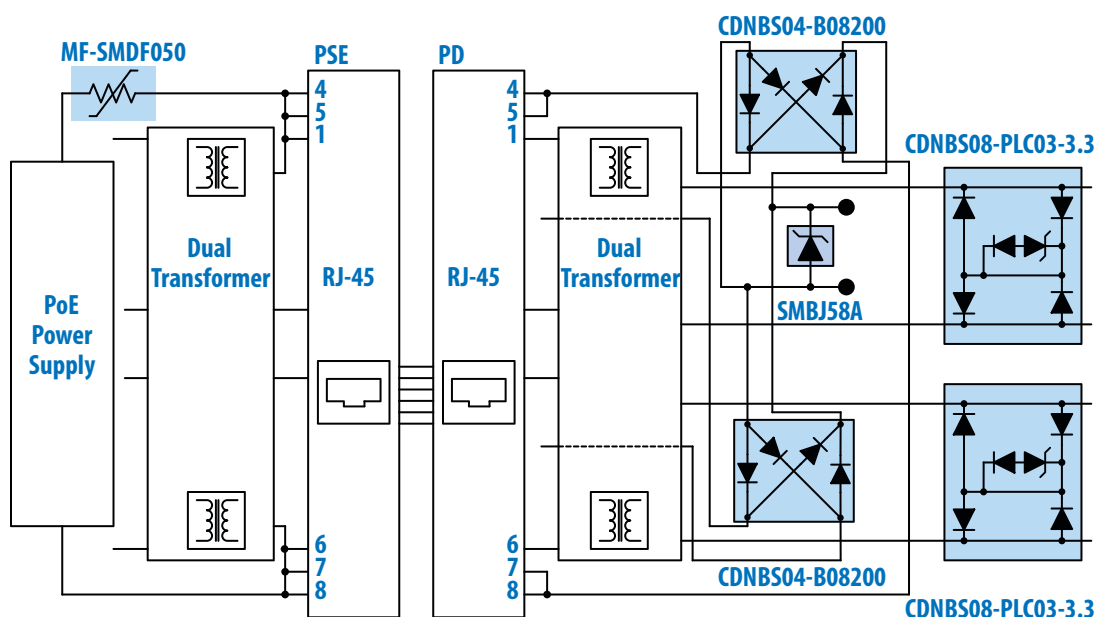 CDNBS04-B08200
MF-SMDF050
PSE
PD
4
5
1
4
5
1
CDNBS08-PLC03-3.3
Dual
Transformer
RJ-45
RJ-45
Dual
Transformer
PoE
Power
Supply
SMBJ58A
6
7
8
6
7
8
CDNBS04-B08200
CDNBS08-PLC03-3.3